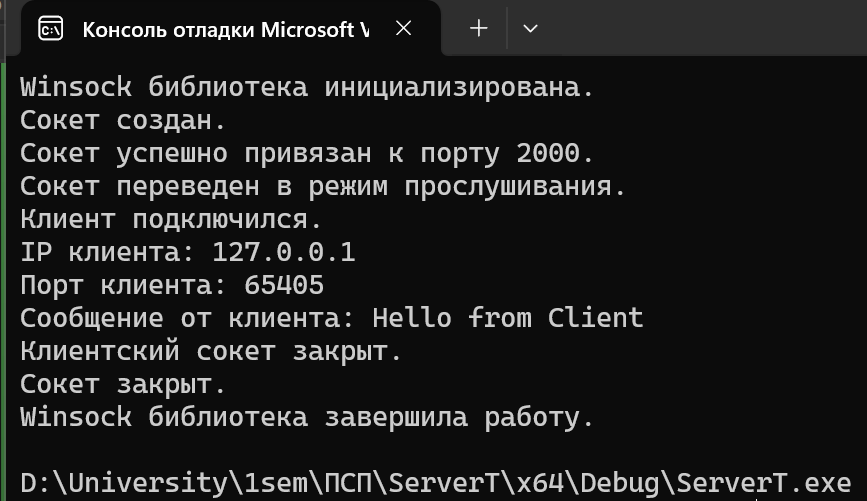 Консоль отладки Microsoft V
Winsock библиотека инициализирована.
Сокет создан.
Сокет успешно привязан к порту 2000.
Сокет переведен в режим прослушивания.
Клиент подключился.
IP клиента: 127.0.0.1
Порт клиента: 65405
Сообщение от клиента: Hello from Client
Клиентский сокет закрыт.
Сокет закрыт.
Winsock библиотека завершила работу.
D:\University\1sem\ПСП\ServerT\x64\Debug\ServerT.exe